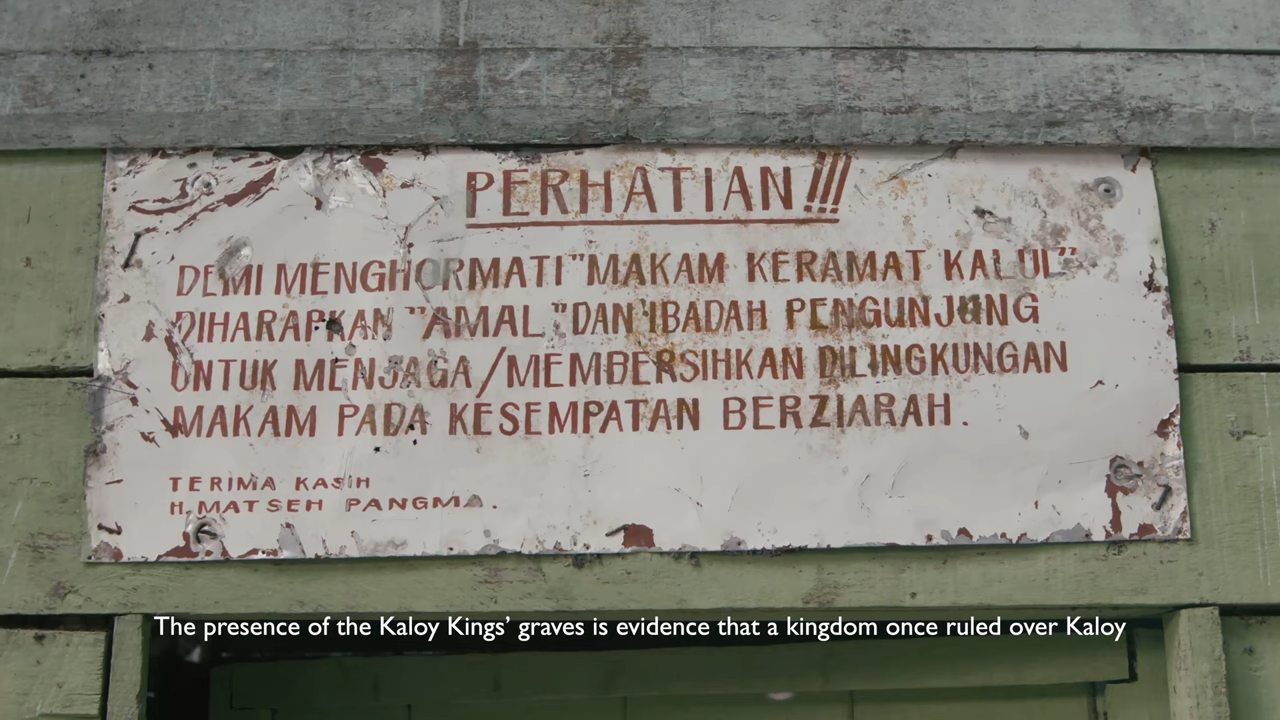 PERHATIAN!!!
DEMI MENGHORMATI "MAKAM KERAMAT KALUL"
DIHARAPKAN "AMAL "DAN IBADAH PENGUNJUNG
UNTUK MENJAGA/MEMBERSIHKAN DILINGKUNGAN
MAKAM PADA KESEMPATAN BERZIARAH.
TERIMA KASIH
H. MATSEH PANGMA.
The presence of the Kaloy Kings' graves is evidence that a kingdom once ruled over Kaloy